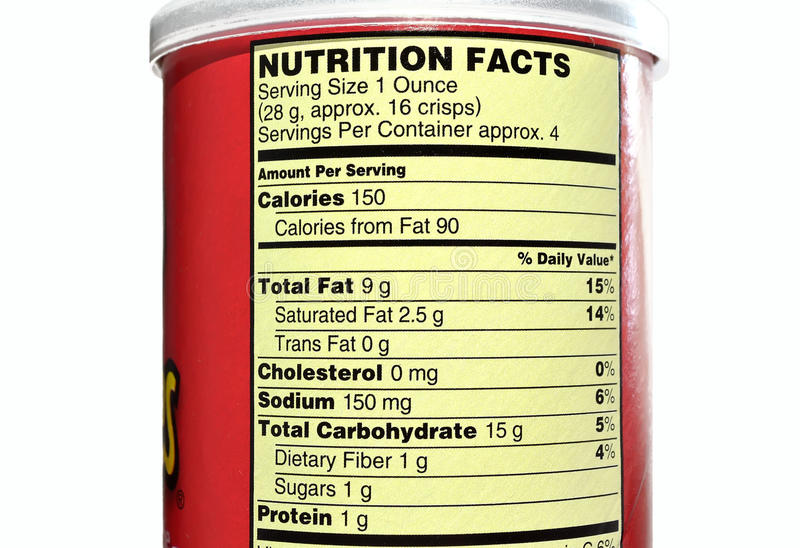 NUTRITION FACTS
Serving Size 1 Ounce
(28 g, approx. 16 crisps)
Servings Per Container approx. 4
Amount Per Serving
Calories 150
Calories from Fat 90
% Daily Value*
Total Fat 9 g 15%
Saturated Fat 2.5 g 14%
Trans Fat 0 g
Cholesterol 0 mg 0%
Sodium 150 mg 6%
Total Carbohydrate 15 g 5%
Dietary Fiber 1 g 4%
Sugars 1 g
Protein 1 g
C 6%
s ®
dreamstime